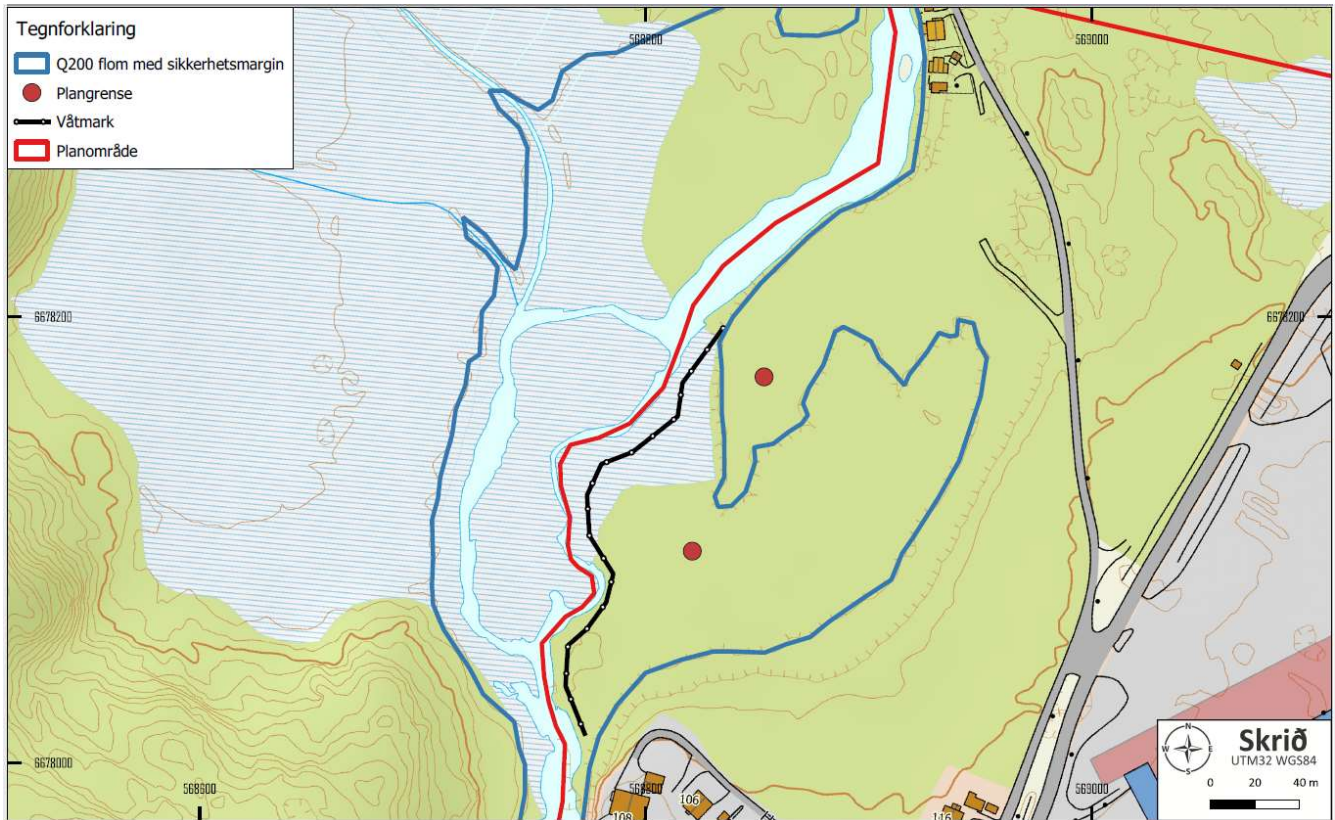 Tegnforklaring
Q200 flom med sikkerhetsmargin
Plangrense
Våtmark
Planområde
568800
569000
6678200
6678200
6678000
568600
568800
569000
106
108
116
N
W
E
S
Skrið
UTM32 WGS84
0 20 40 m